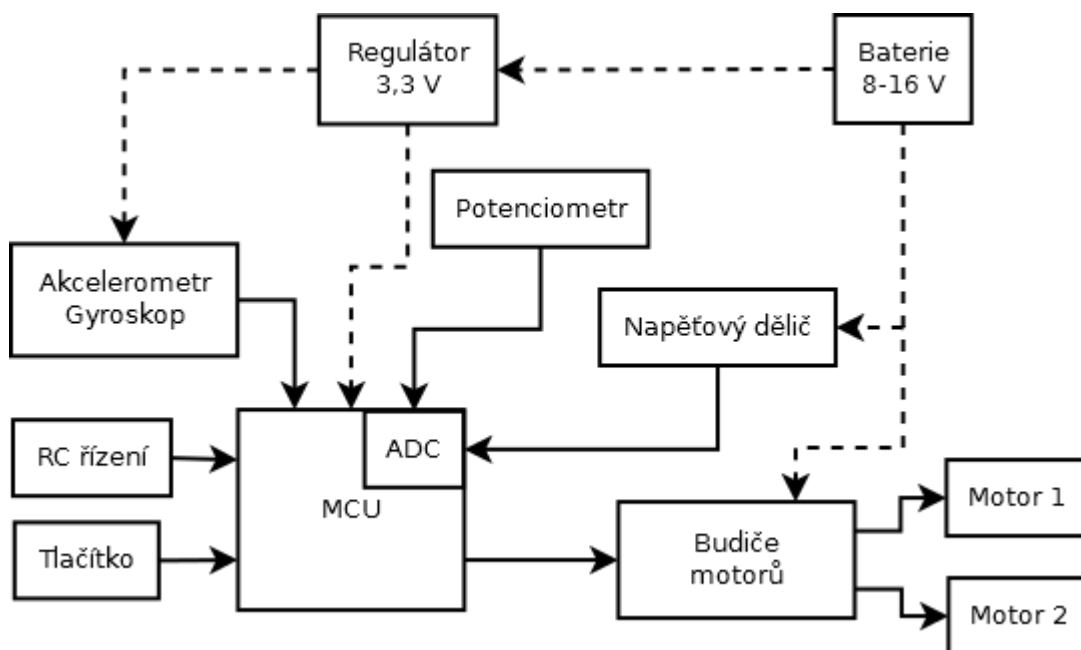 Regulátor
3,3 V
Baterie
8-16 V
Potenciometr
Akcelerometr
Gyroskop
Napěťový dělič
RC řízení
ADC
MCU
Motor 1
Tlačítko
Budiče
motorů
Motor 2